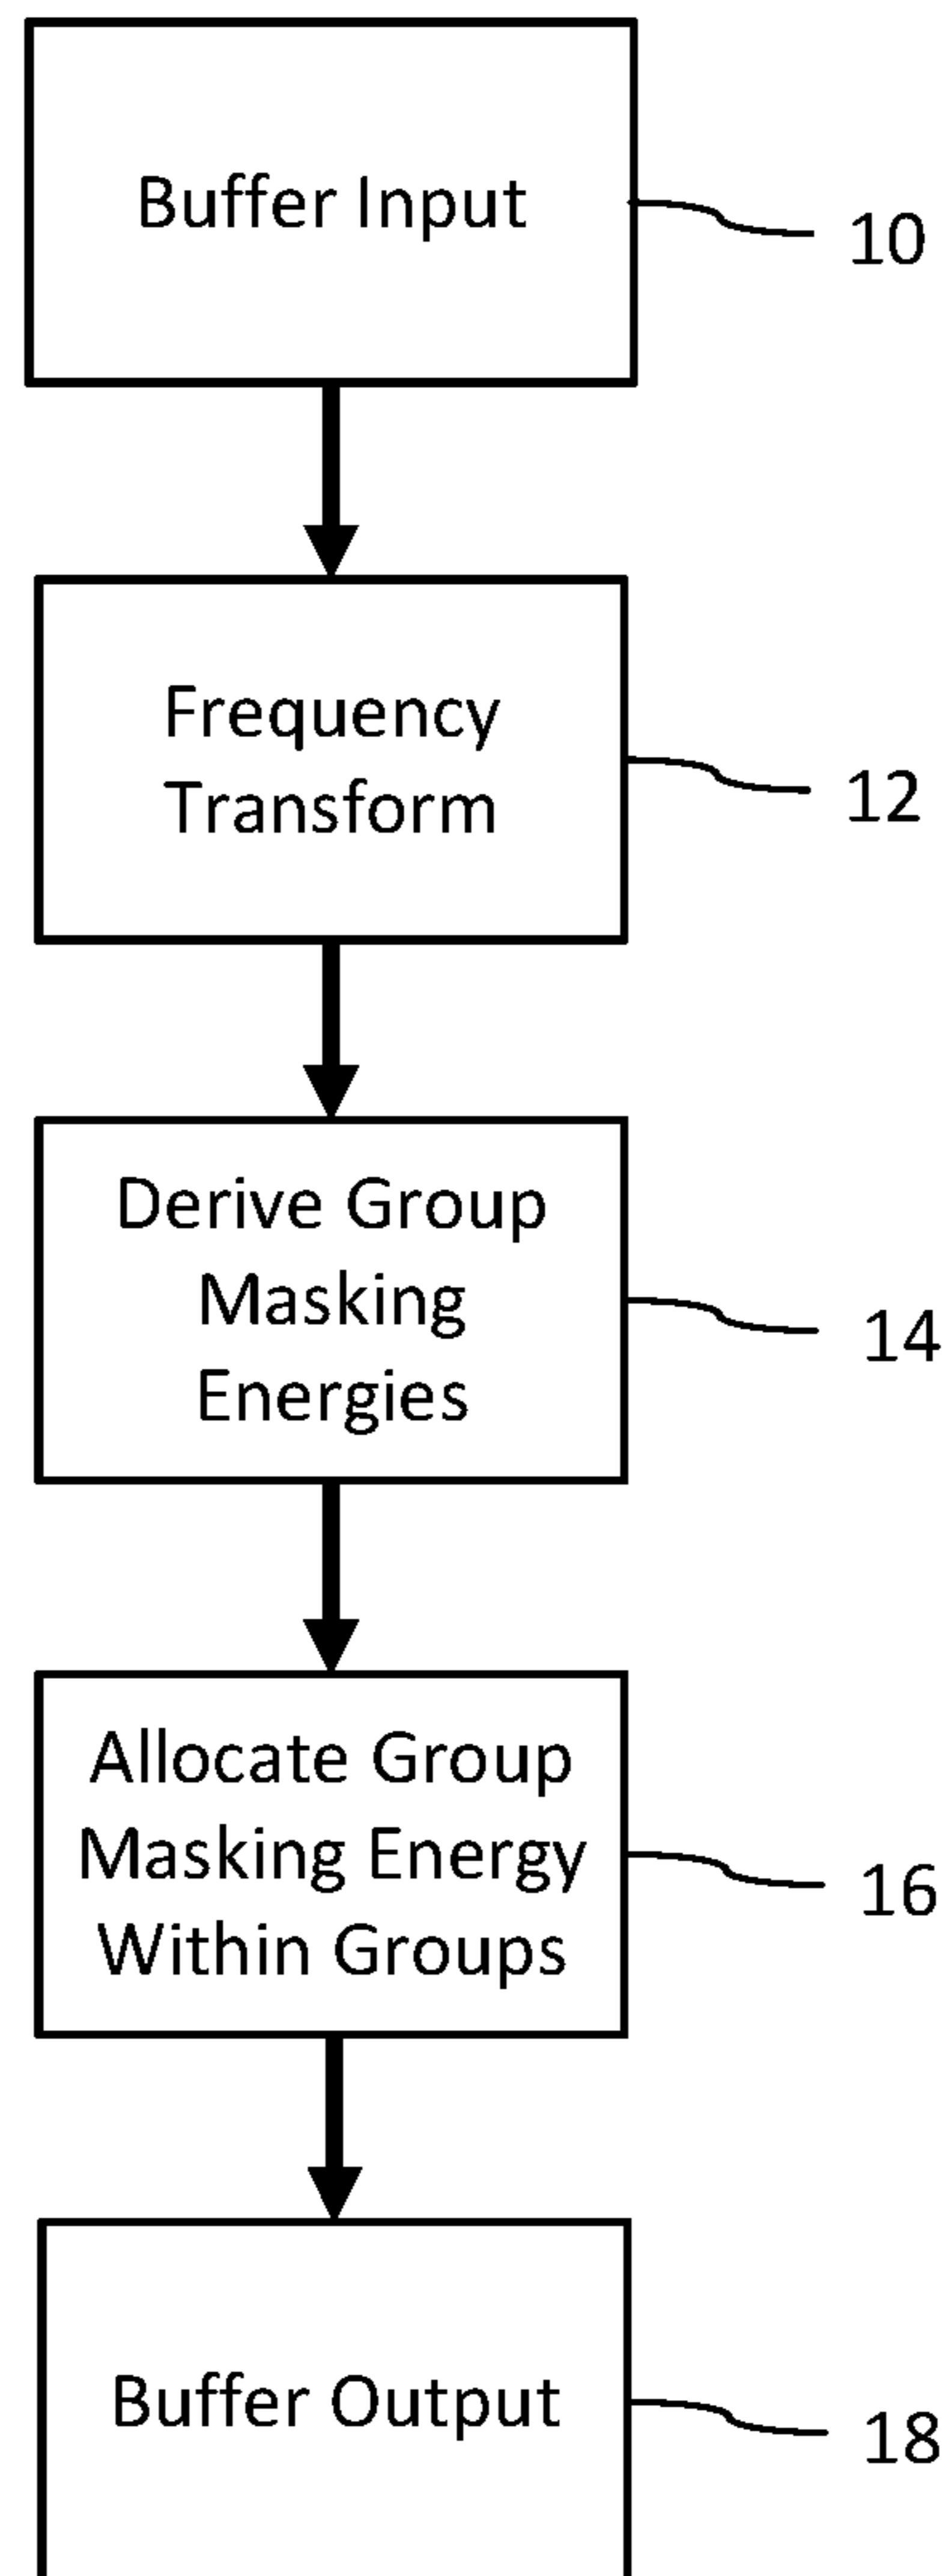 Buffer Input
10
Frequency
Transform
12
Derive Group
Masking
Energies
14
Allocate Group
Masking Energy
Within Groups
16
Buffer Output
18